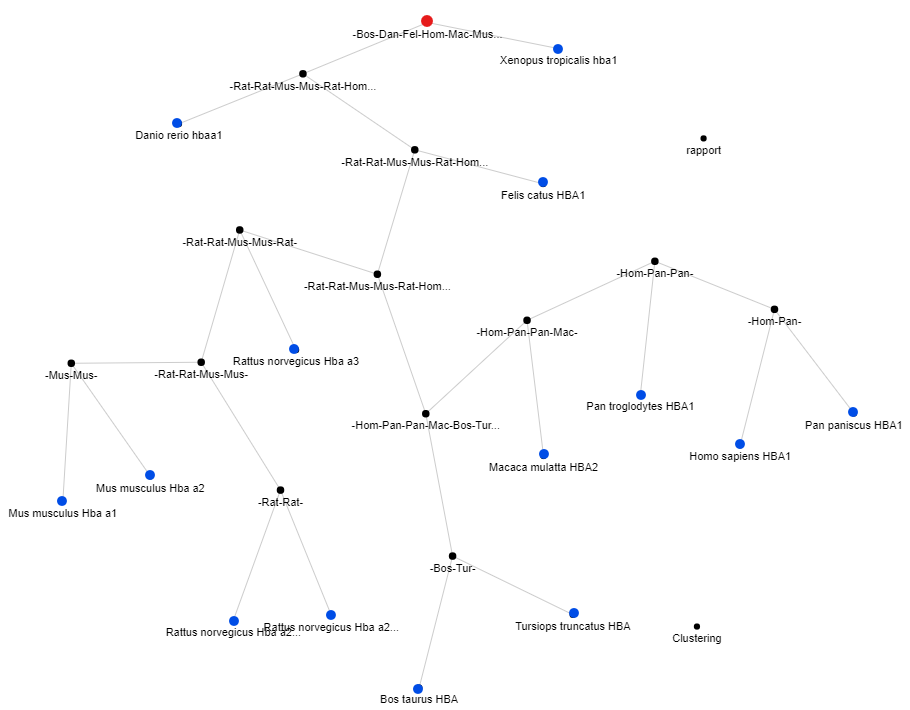 -Bos-Dan-Fel-Hom-Mac-Mus...
Xenopus tropicalis hba1
-Rat-Rat-Mus-Mus-Rat-Hom...
Danio rerio hbaa1
rapport
-Rat-Rat-Mus-Mus-Rat-Hom...
Felis catus HBA1
-Rat-Rat-Mus-Mus-Rat-
-Hom-Pan-Pan-
-Rat-Rat-Mus-Mus-Rat-Hom...
-Hom-Pan-
-Hom-Pan-Pan-Mac-
Rattus norvegicus Hba a3
-Mus-Mus-
-Rat-Rat-Mus-Mus-
Pan troglodytes HBA1
-Hom-Pan-Pan-Mac-Bos-Tur...
Pan paniscus HBA1
Homo sapiens HBA1
Macaca mulatta HBA2
Mus musculus Hba a2
-Rat-Rat-
Mus musculus Hba a1
-Bos-Tur-
Tursiops truncatus HBA
Rattus norvegicus Hba a2...
Rattus norvegicus Hba a2...
Clustering
Bos taurus HBA